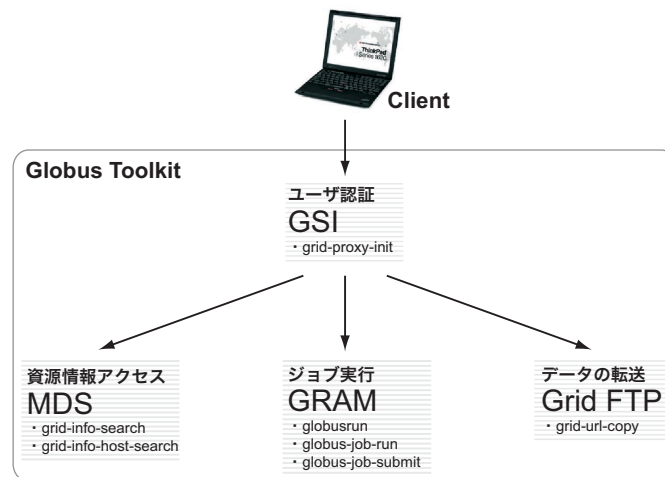 ThinkPad
Client
Globus Toolkit
ユーザ認証
GSI
・grid-proxy-init
資源情報アクセス
MDS
・grid-info-search
・grid-info-host-search
ジョブ実行
GRAM
・globusrun
・globus-job-run
・globus-job-submit
データの転送
Grid FTP
・grid-url-copy